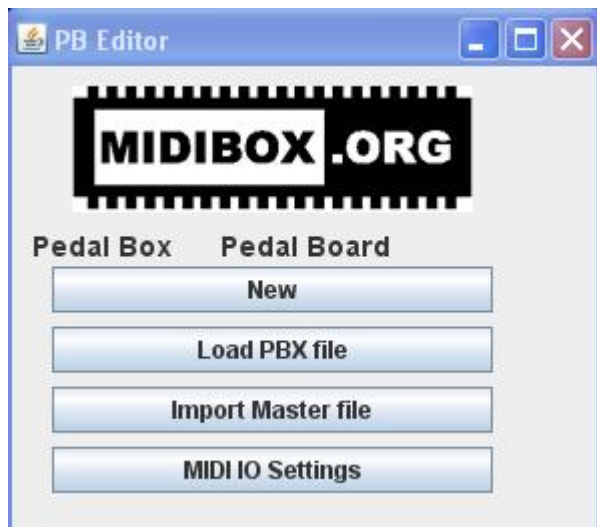 PB Editor
MIDIBOX.ORG
Pedal Box Pedal Board
New
Load PBX file
Import Master file
MIDI IO Settings